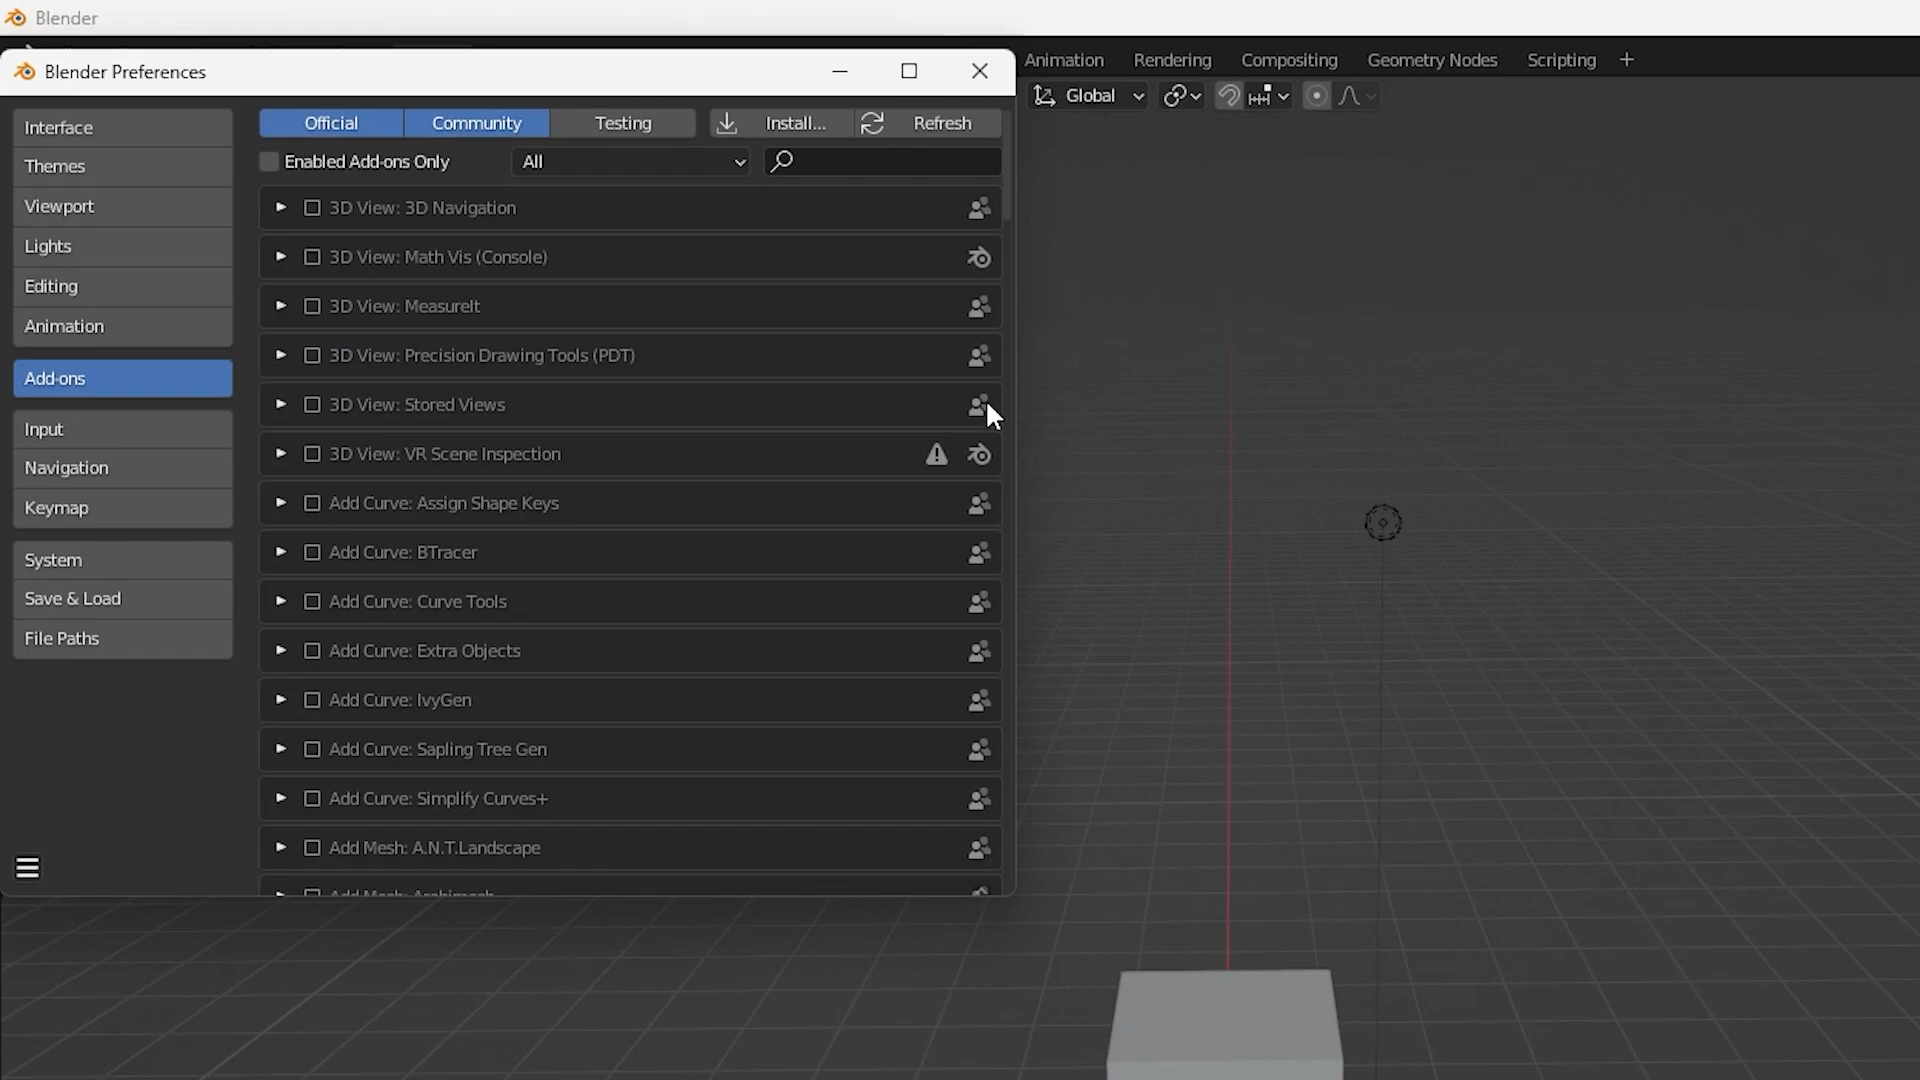 Blender
Blender Preferences
Animation Rendering Compositing Geometry Nodes Scripting +
Global
Interface
Themes
Viewport
Lights
Editing
Animation
Add-ons
Input
Navigation
Keymap
System
Save & Load
File Paths
Official Community Testing Install... Refresh
Enabled Add-ons Only All
3D View: 3D Navigation
3D View: Math Vis (Console)
3D View: MeasureIt
3D View: Precision Drawing Tools (PDT)
3D View: Stored Views
3D View: VR Scene Inspection
Add Curve: Assign Shape Keys
Add Curve: BTracer
Add Curve: Curve Tools
Add Curve: Extra Objects
Add Curve: IvyGen
Add Curve: Sapling Tree Gen
Add Curve: Simplify Curves+
Add Mesh: A.N.T.Landscape
Add Mesh: Archimesh